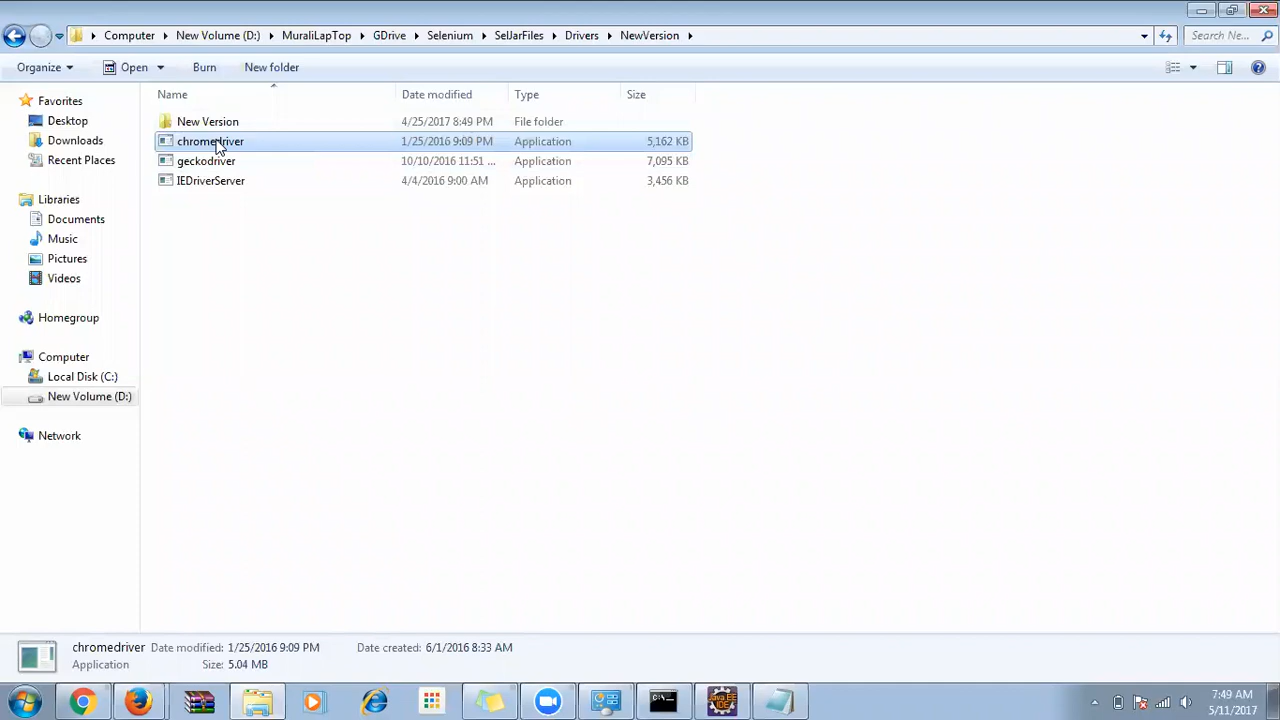 Computer New Volume (D:) MuraliLapTop GDrive Selenium SelJarFiles Drivers NewVersion Search Ne...
Organize Open Burn New folder
Name Date modified Type Size
Favorites
Desktop
Downloads
Recent Places
Libraries
Documents
Music
Pictures
Videos
Homegroup
Computer
Local Disk (C:)
New Volume (D:)
Network
New Version 4/25/2017 8:49 PM File folder
chromedriver 1/25/2016 9:09 PM Application 5,162 KB
geckodriver 10/10/2016 11:51 ... Application 7,095 KB
IEDriverServer 4/4/2016 9:00 AM Application 3,456 KB
chromedriver Date modified: 1/25/2016 9:09 PM Date created: 6/1/2016 8:33 AM
Application Size: 5.04 MB
C:\_
Java EE
IDE
7:49 AM
5/11/2017